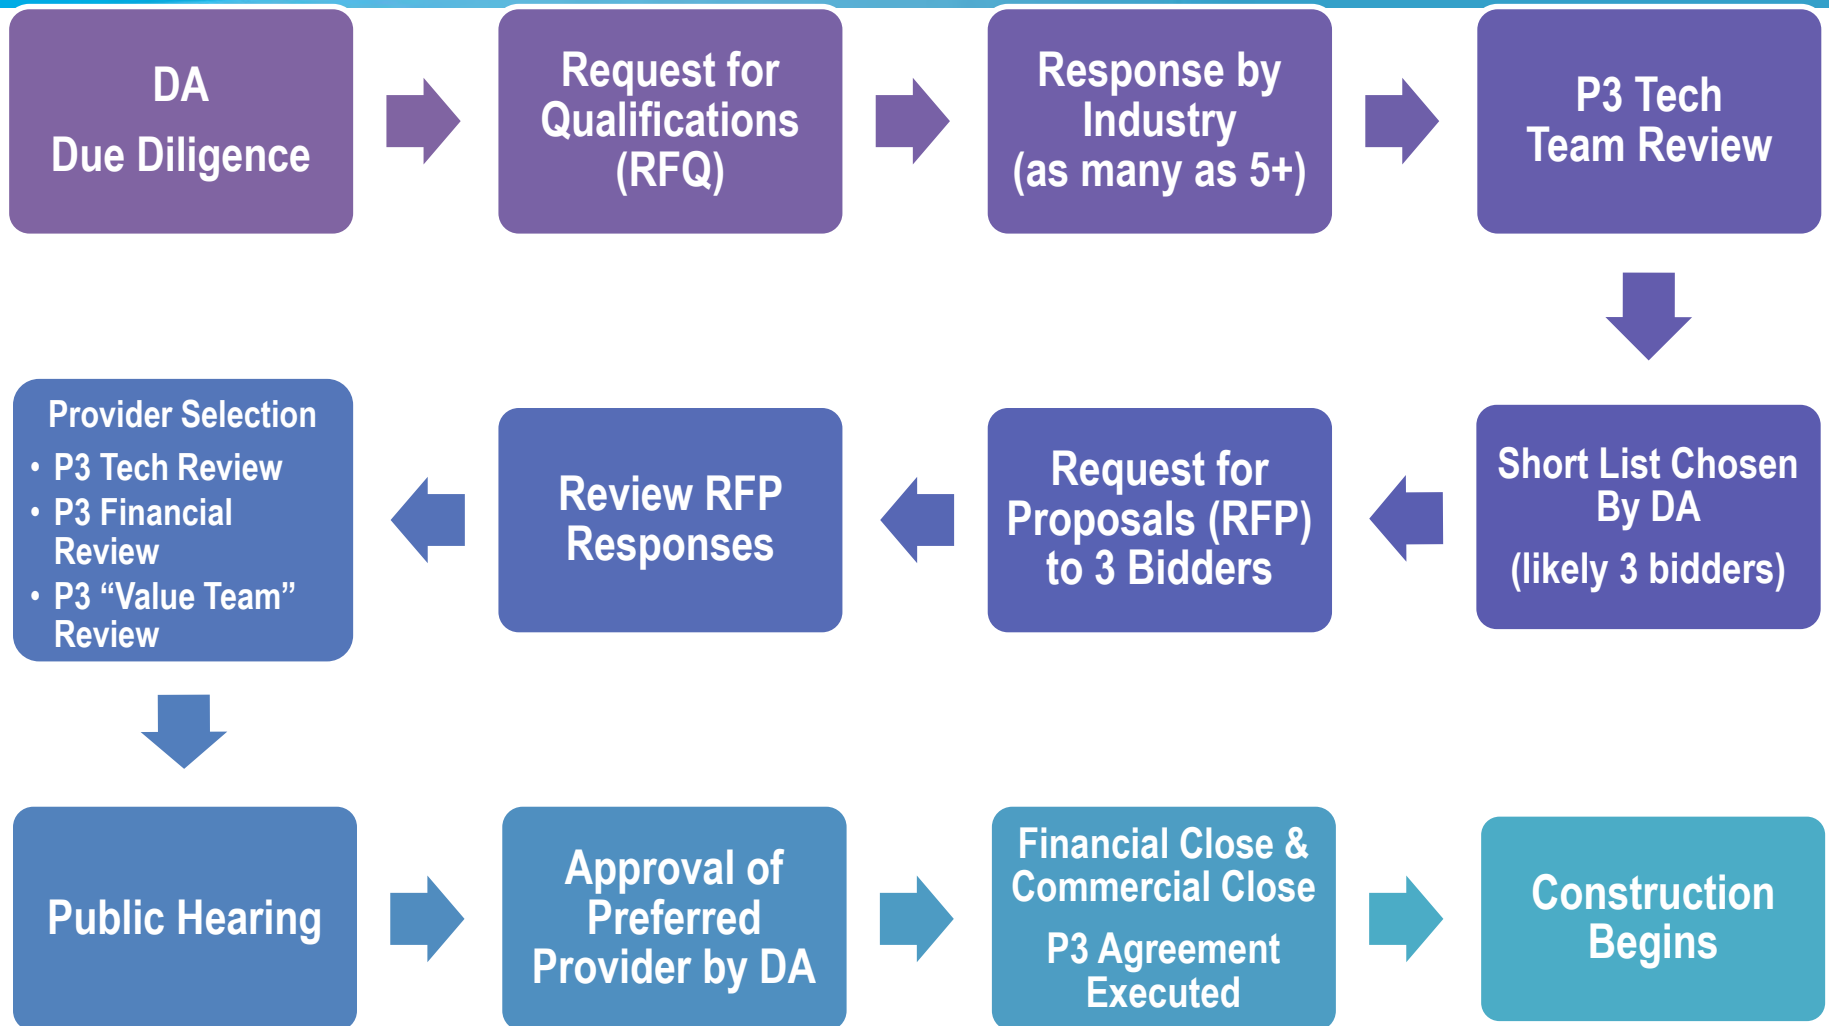 DA
Due Diligence
Request for
Qualifications
(RFQ)
Response by
Industry
(as many as 5+)
P3 Tech
Team Review
Short List Chosen
By DA
(likely 3 bidders)
Request for
Proposals (RFP)
to 3 Bidders
Review RFP
Responses
Provider Selection
• P3 Tech Review
• P3 Financial
Review
• P3 “Value Team”
Review
Public Hearing
Approval of
Preferred
Provider by DA
Financial Close &
Commercial Close
P3 Agreement
Executed
Construction
Begins